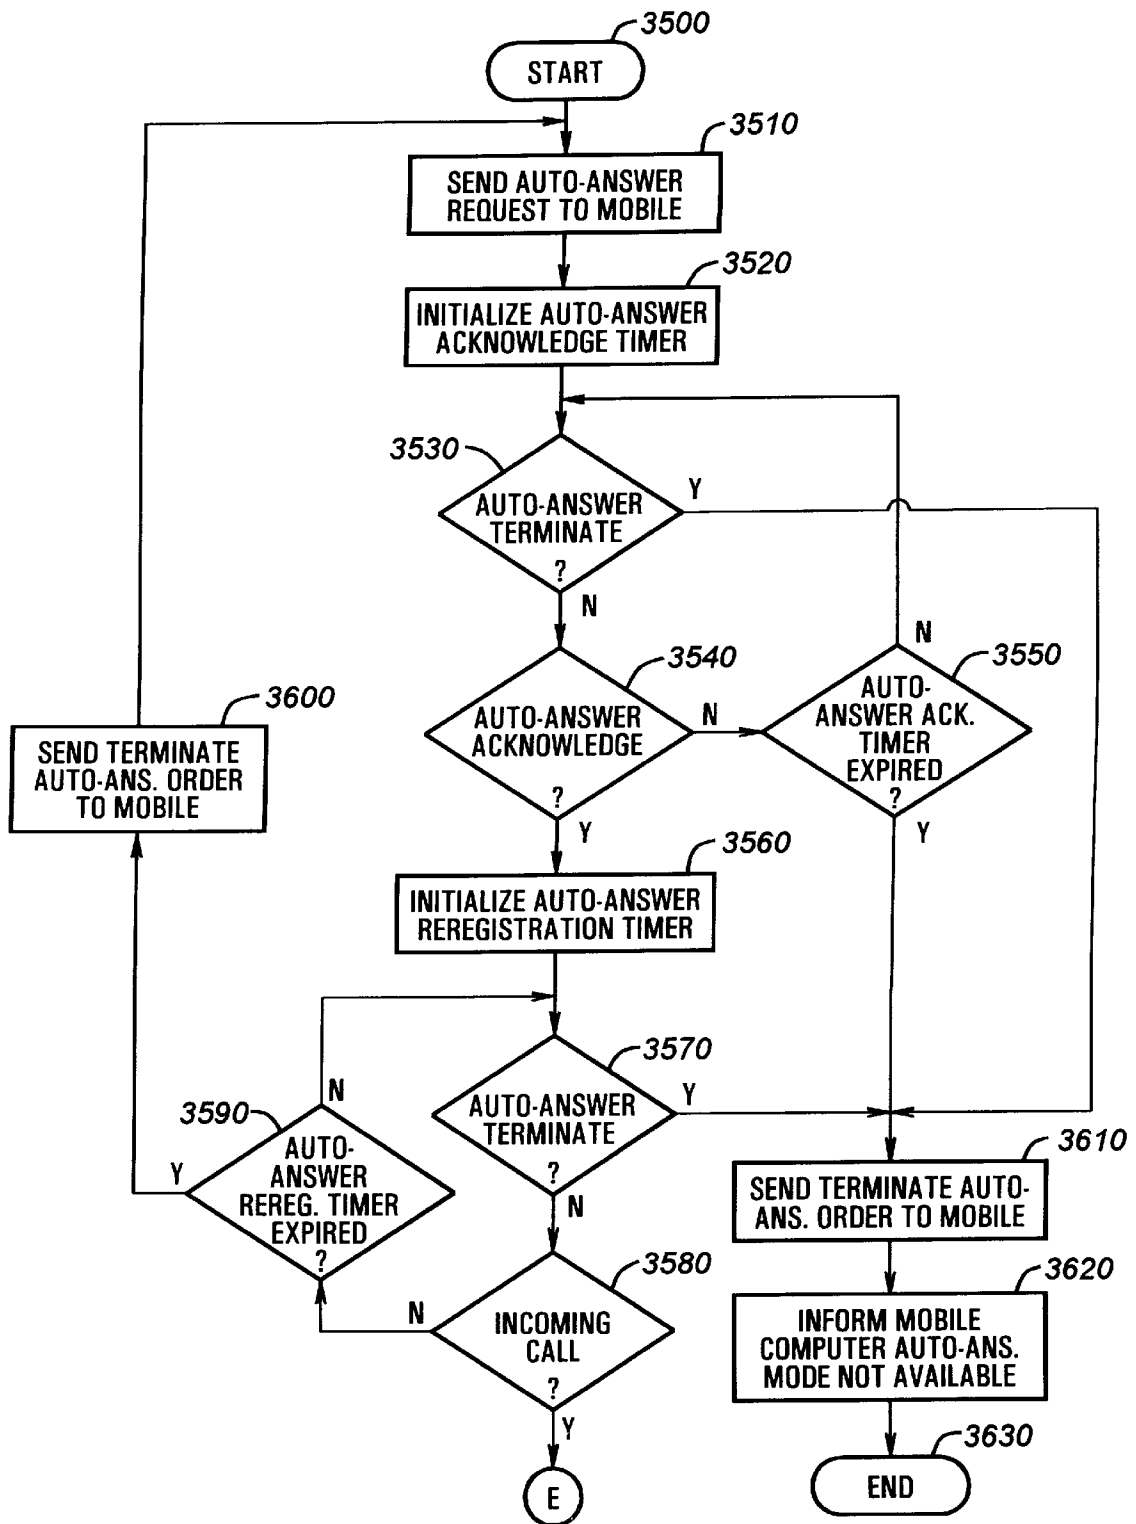 3500
START
3510
SEND AUTO-ANSWER
REQUEST TO MOBILE
3520
INITIALIZE AUTO-ANSWER
ACKNOWLEDGE TIMER
3530
AUTO-ANSWER
TERMINATE
?
Y
N
3540
AUTO-ANSWER
ACKNOWLEDGE
?
N
Y
3550
AUTO-
ANSWER ACK.
TIMER
EXPIRED
?
N
Y
3600
SEND TERMINATE
AUTO-ANS. ORDER
TO MOBILE
3560
INITIALIZE AUTO-ANSWER
REREGISTRATION TIMER
3570
AUTO-ANSWER
TERMINATE
?
Y
N
3590
AUTO-
ANSWER
REREG. TIMER
EXPIRED
?
N
Y
3580
INCOMING
CALL
?
N
Y
E
3610
SEND TERMINATE AUTO-
ANS. ORDER TO MOBILE
3620
INFORM MOBILE
COMPUTER AUTO-ANS.
MODE NOT AVAILABLE
3630
END